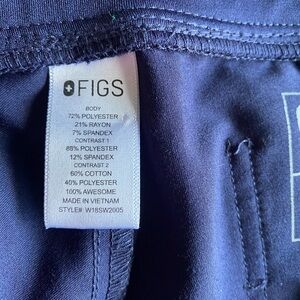 FIGS
BODY
72% POLYESTER
21% RAYON
7% SPANDEX
CONTRAST 1
88% POLYESTER
12% SPANDEX
CONTRAST 2
60% COTTON
40% POLYESTER
100% AWESOME
MADE IN VIETNAM
STYLE# W18SW2005